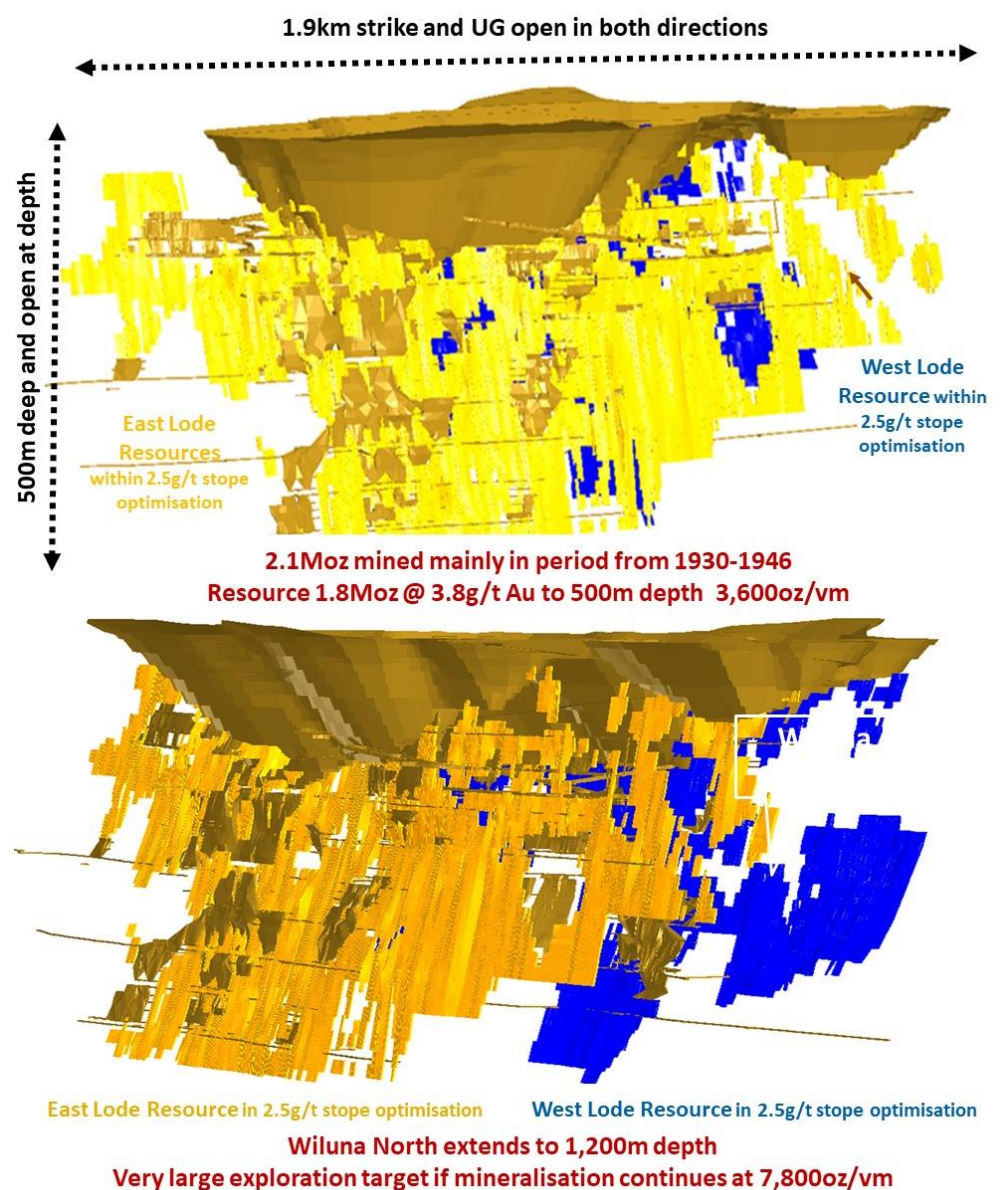 1.9km strike and UG open in both directions
500m deep and open at depth
East Lode
Resources
within 2.5g/t stope
optimisation
West Lode
Resource within
2.5g/t stope
optimisation
2.1Moz mined mainly in period from 1930-1946
Resource 1.8Moz @ 3.8g/t Au to 500m depth 3,600oz/vm
East Lode Resource in 2.5g/t stope optimisation
West Lode Resource in 2.5g/t stope optimisation
Wiluna North extends to 1,200m depth
Very large exploration target if mineralisation continues at 7,800oz/vm